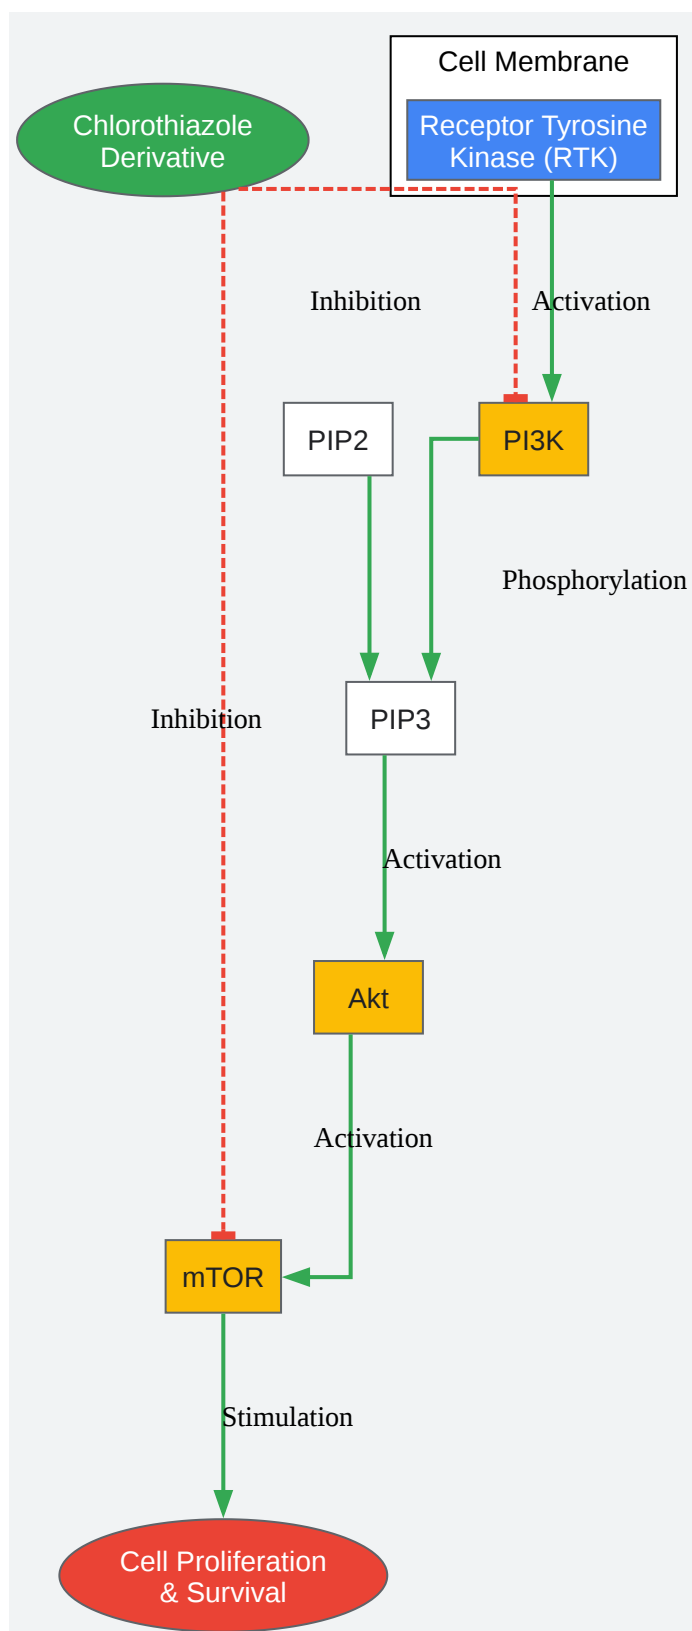 Cell Membrane
Chlorothiazole
Derivative
Receptor Tyrosine
Kinase (RTK)
Inhibition
Activation
PIP2
PI3K
Phosphorylation
Inhibition
PIP3
Activation
Akt
Activation
mTOR
Stimulation
Cell Proliferation
& Survival